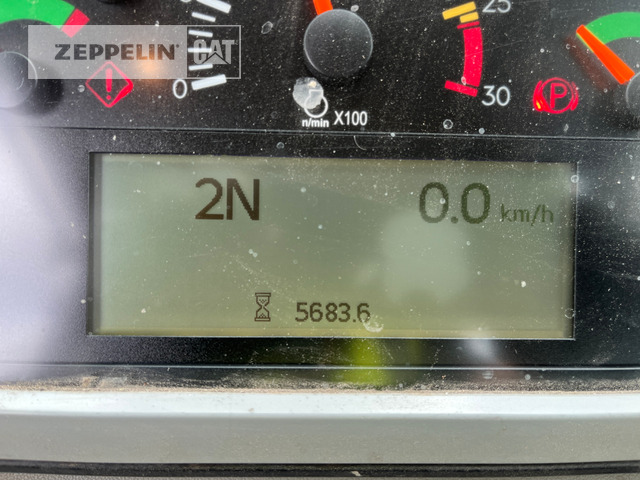 ZEPPELIN CAT
0
25
30
n/min X100
P
2N 0.0 km/h
5683.6